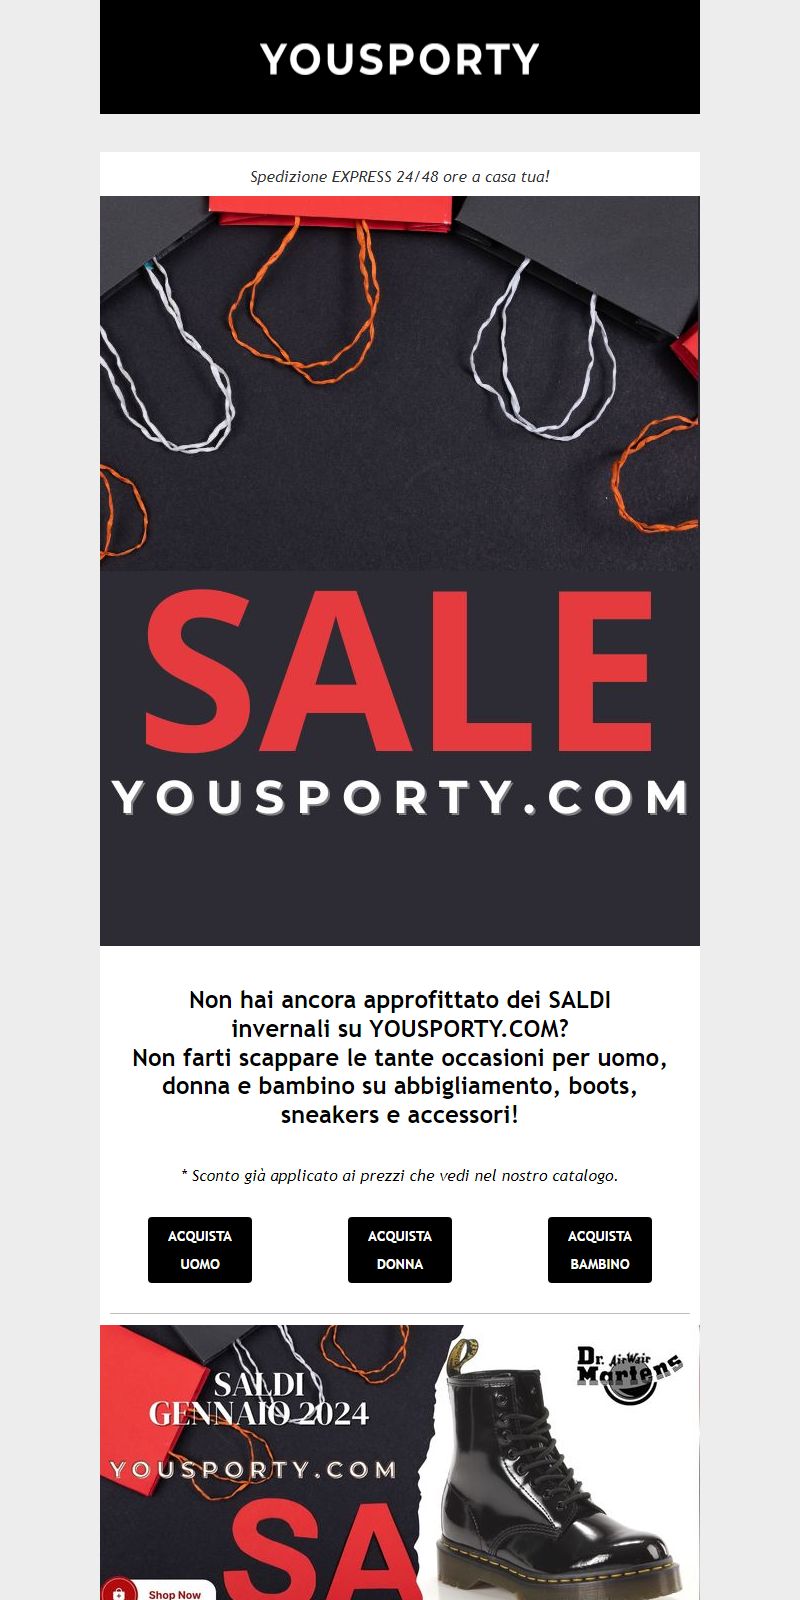 YOUSPORTY
Spedizione EXPRESS 24/48 ore a casa tua!
SALE
YOUSPORTY.COM
Non hai ancora approfittato dei SALDI
invernali su YOUSPORTY.COM?
Non farti scappare le tante occasioni per uomo,
donna e bambino su abbigliamento, boots,
sneakers e accessori!
* Sconto già applicato ai prezzi che vedi nel nostro catalogo.
ACQUISTA
UOMO
ACQUISTA
DONNA
ACQUISTA
BAMBINO
SALDI
GENNAIO 2024
YOUSPORTY.COM
SA
Shop Now
Dr. AirWair
Martens